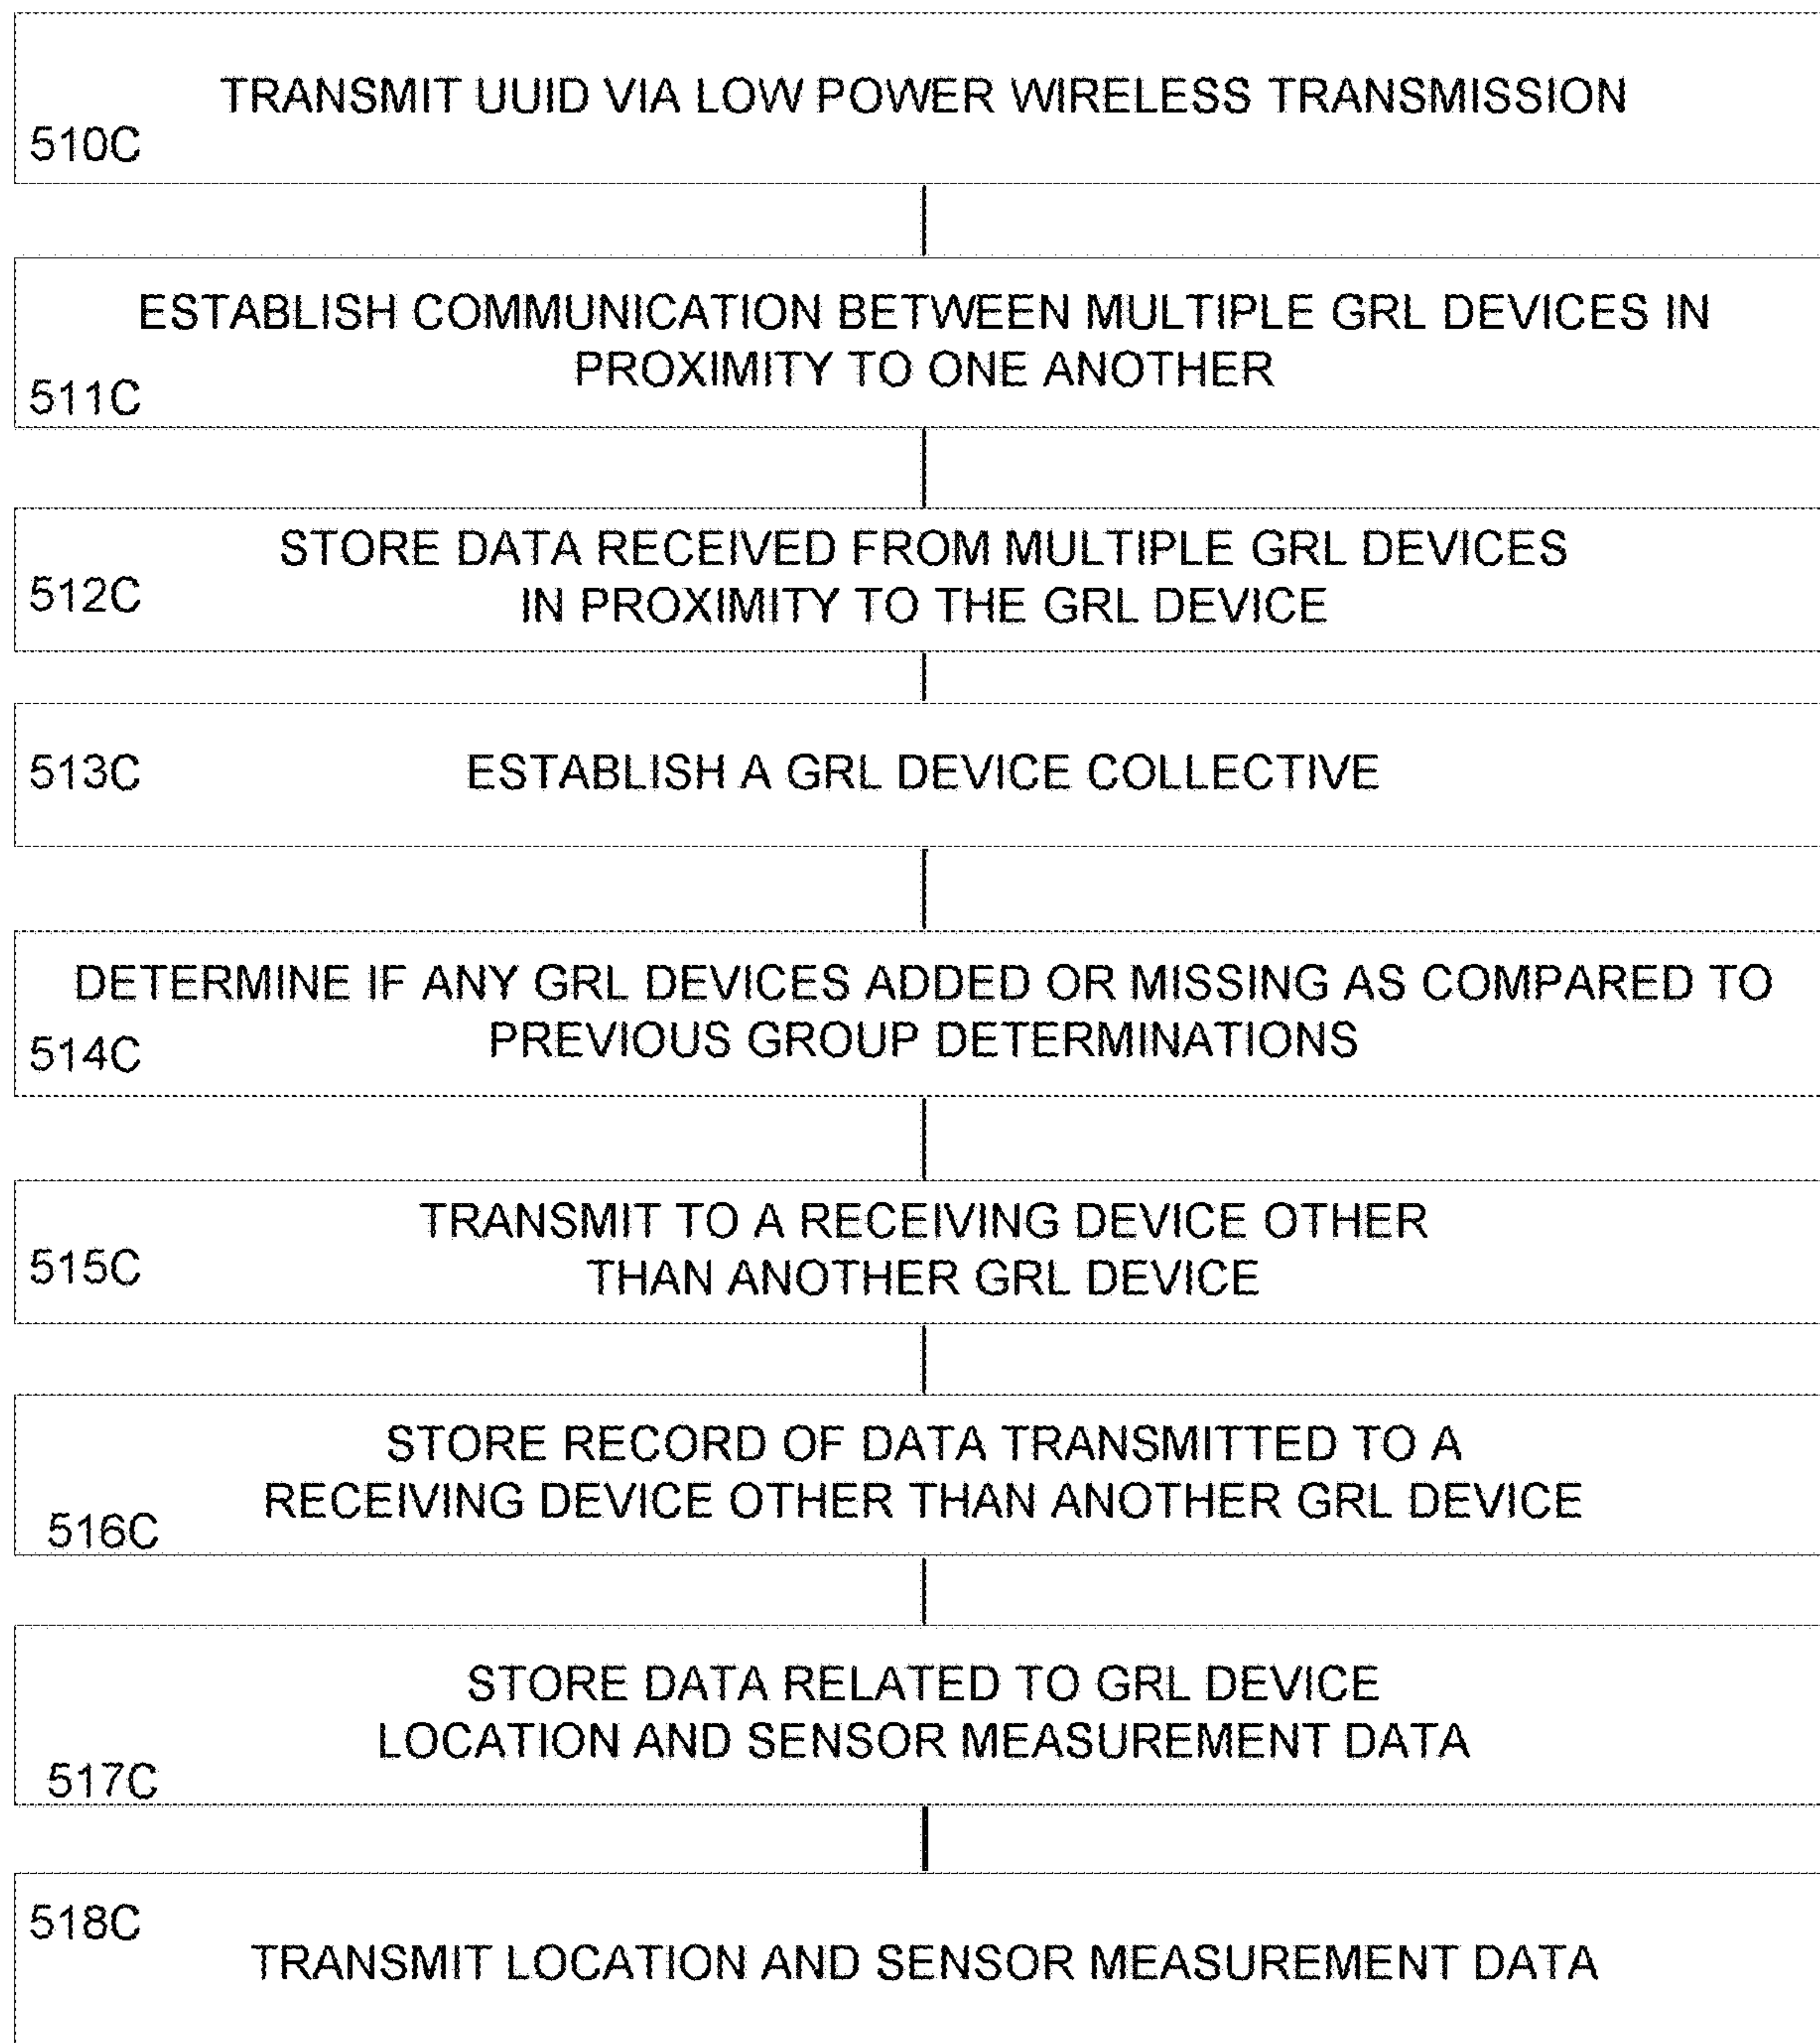 TRANSMIT UUID VIA LOW POWER WIRELESS TRANSMISSION
510C
ESTABLISH COMMUNICATION BETWEEN MULTIPLE GRL DEVICES IN
PROXIMITY TO ONE ANOTHER
511C
STORE DATA RECEIVED FROM MULTIPLE GRL DEVICES
512C
IN PROXIMITY TO THE GRL DEVICE
513C
ESTABLISH A GRL DEVICE COLLECTIVE
DETERMINE IF ANY GRL DEVICES ADDED OR MISSING AS COMPARED TO
PREVIOUS GROUP DETERMINATIONS
514C
TRANSMIT TO A RECEIVING DEVICE OTHER
515C
THAN ANOTHER GRL DEVICE
STORE RECORD OF DATA TRANSMITTED TO A
RECEIVING DEVICE OTHER THAN ANOTHER GRL DEVICE
516C
STORE DATA RELATED TO GRL DEVICE
LOCATION AND SENSOR MEASUREMENT DATA
517C
518C
TRANSMIT LOCATION AND SENSOR MEASUREMENT DATA